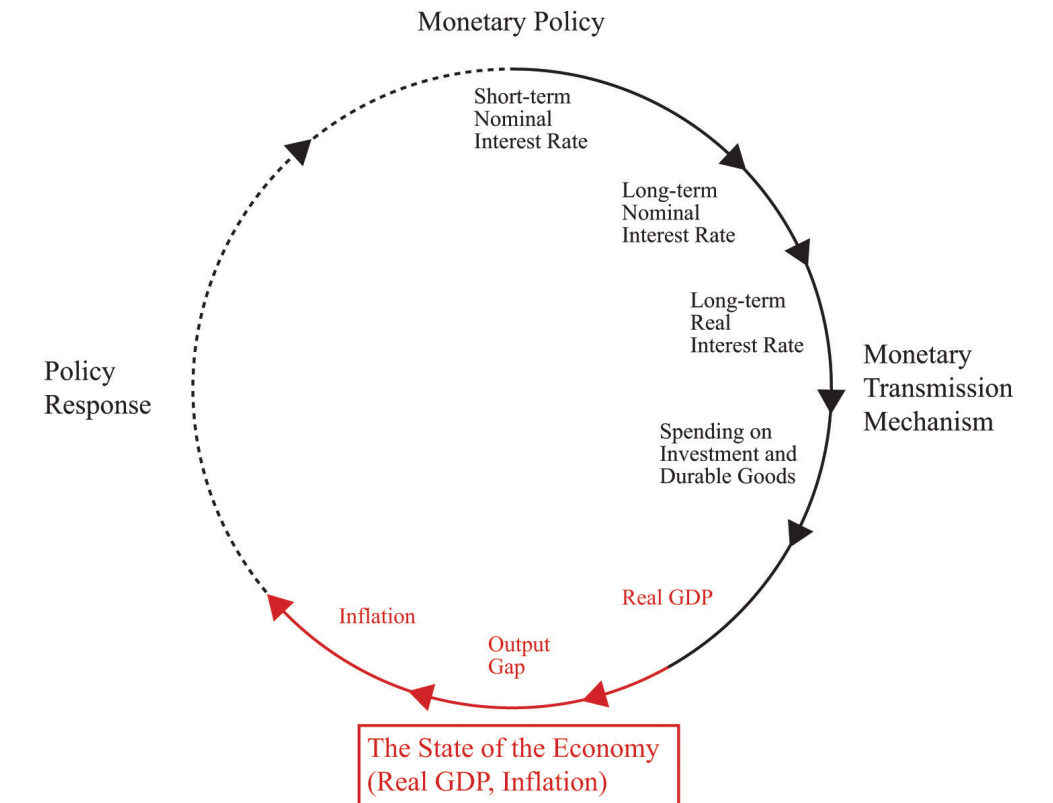 Monetary Policy
Short-term
Nominal
Interest Rate
Long-term
Nominal
Interest Rate
Long-term
Real
Interest Rate
Monetary
Transmission
Mechanism
Policy
Response
Spending on
Investment and
Durable Goods
Real GDP
Inflation
Output
Gap
The State of the Economy
(Real GDP, Inflation)